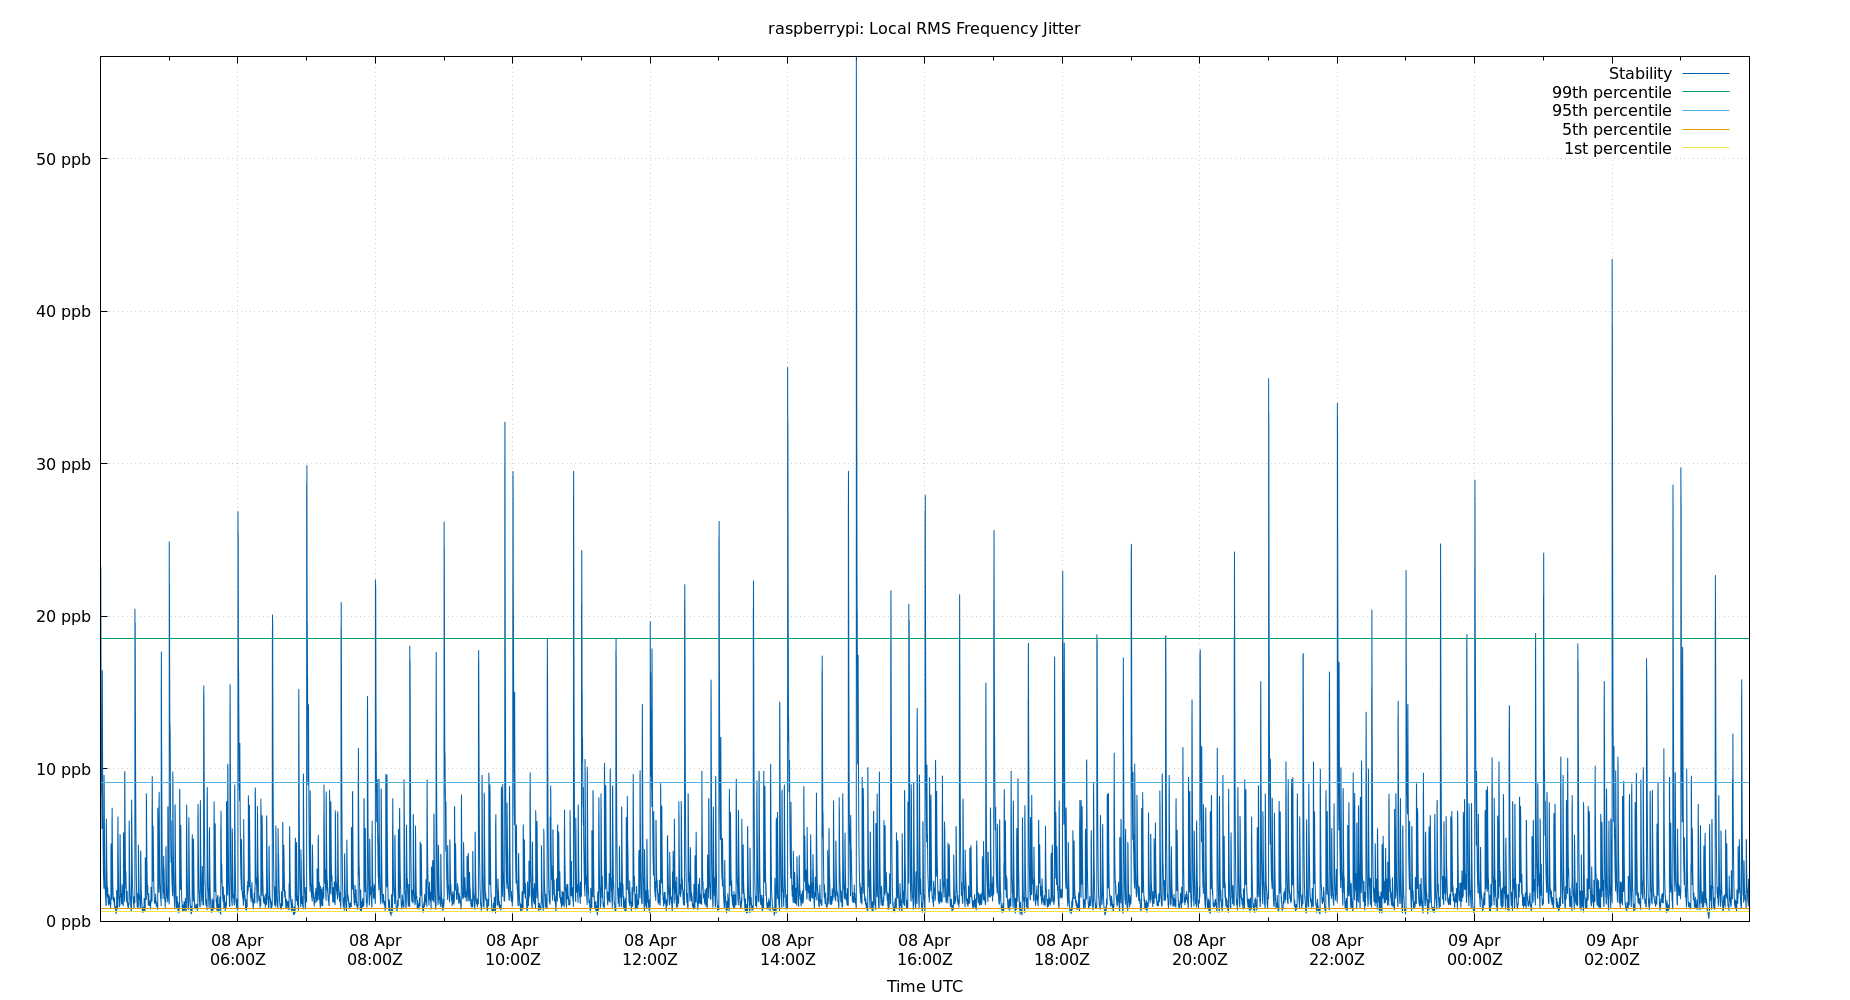 raspberrypi: Local RMS Frequency Jitter
Stability
99th percentile
95th percentile
5th percentile
1st percentile
50 ppb
40 ppb
30 ppb
20 ppb
10 ppb
0 ppb
08 Apr
06:00Z
08 Apr
08:00Z
08 Apr
10:00Z
08 Apr
12:00Z
08 Apr
14:00Z
08 Apr
16:00Z
08 Apr
18:00Z
08 Apr
20:00Z
08 Apr
22:00Z
09 Apr
00:00Z
09 Apr
02:00Z
Time UTC